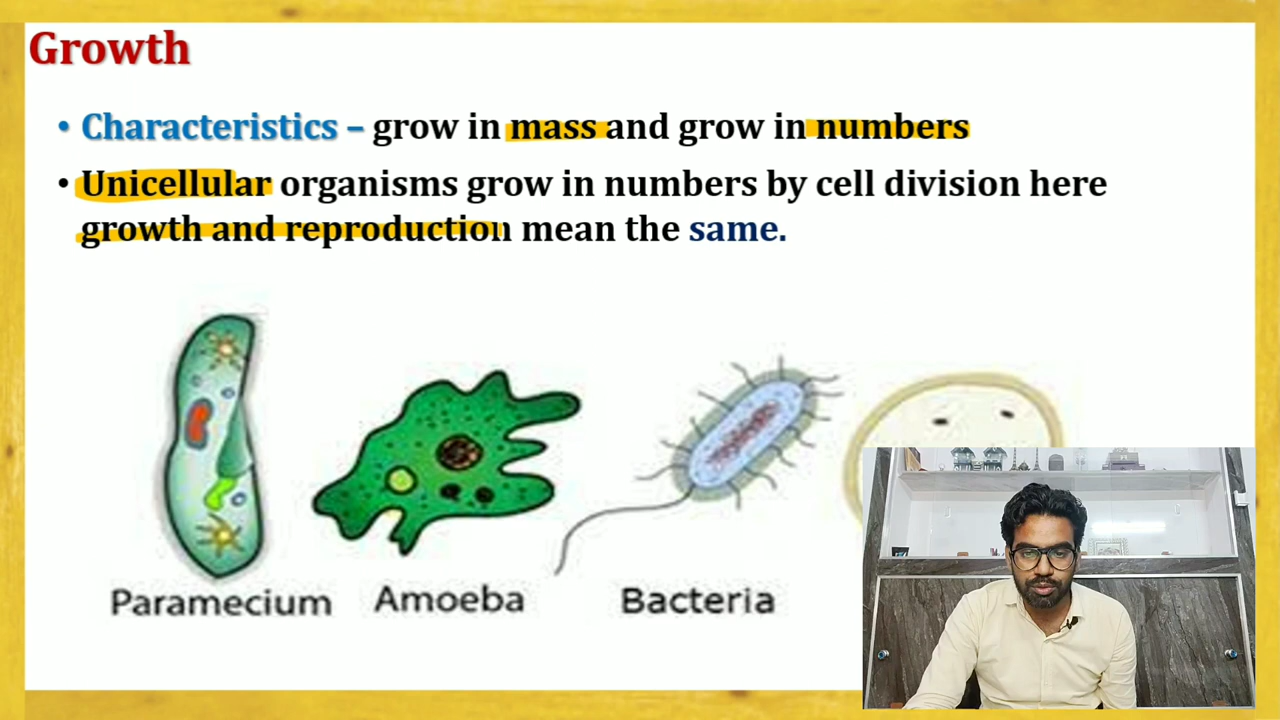 Growth
• Characteristics – grow in mass and grow in numbers
• Unicellular organisms grow in numbers by cell division here
growth and reproduction mean the same.
Paramecium Amoeba Bacteria